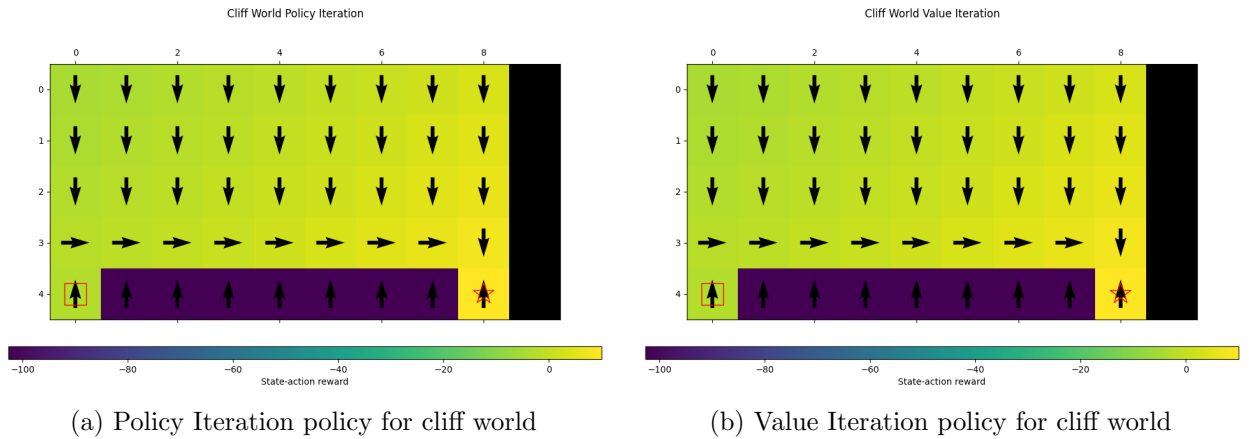 Cliff World Policy Iteration
0 2 4 6 8
0
1
2
3
4
−100 −80 −60 −40 −20 0
State-action reward
(a) Policy Iteration policy for cliff world
Cliff World Value Iteration
0 2 4 6 8
0
1
2
3
4
−100 −80 −60 −40 −20 0
State-action reward
(b) Value Iteration policy for cliff world